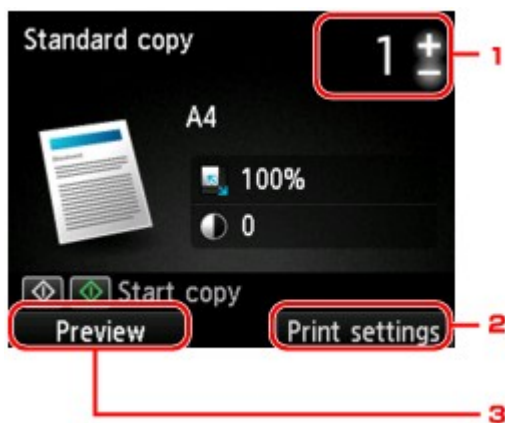 Standard copy
1 + −
1
A4
100%
0
Start copy
Preview
Print settings
2
3